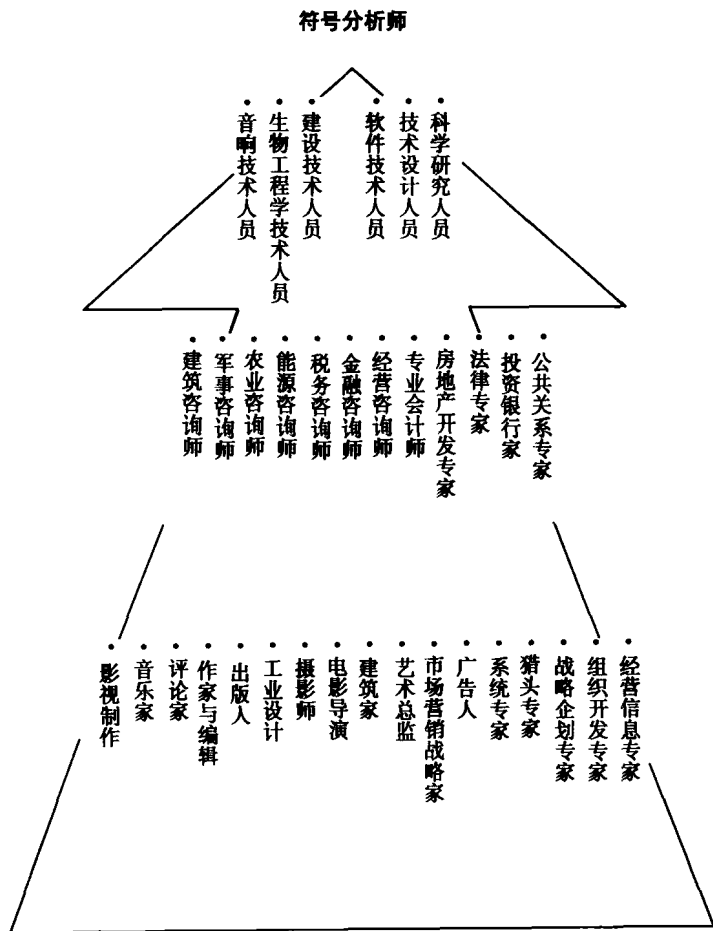 符号分析师
•科学研究人员
•技术设计人员
•软件技术人员
•建设技术人员
•生物工程学技术人员
•音响技术人员
•公共关系专家
•投资银行家
•法律专家
•房地产开发专家
•专业会计师
•经营咨询师
•金融咨询师
•税务咨询师
•能源咨询师
•农业咨询师
•军事咨询师
•建筑咨询师
•经营信息专家
•组织开发专家
•战略企划专家
•猎头专家
•系统专家
•广告人
•市场营销战略家
•艺术总监
•建筑家
•电影导演
•摄影师
•工业设计
•出版人
•作家与编辑
•评论家
•音乐家
•影视制作